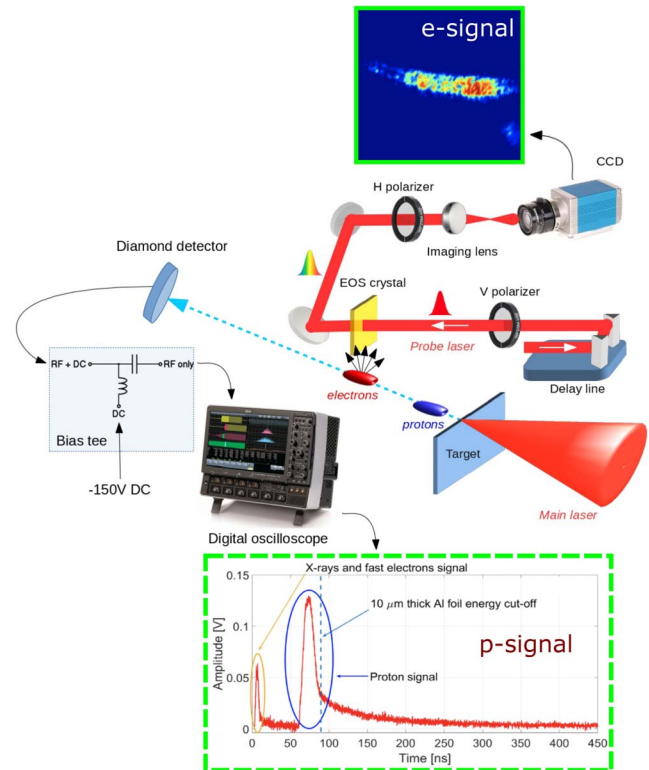 e-signal
CCD
H polarizer
Imaging lens
Diamond detector
EOS crystal
V polarizer
Probe laser
Delay line
RF + DC
RF only
electrons
DC
protons
Bias tee
Target
-150V DC
Main laser
Digital oscilloscope
X-rays and fast electrons signal
0.15
10 μm thick Al foil energy cut-off
0.1
p-signal
Amplitude [V]
Proton signal
0.05
0
0 50 100 150 200 250 300 350 400 450
Time [ns]